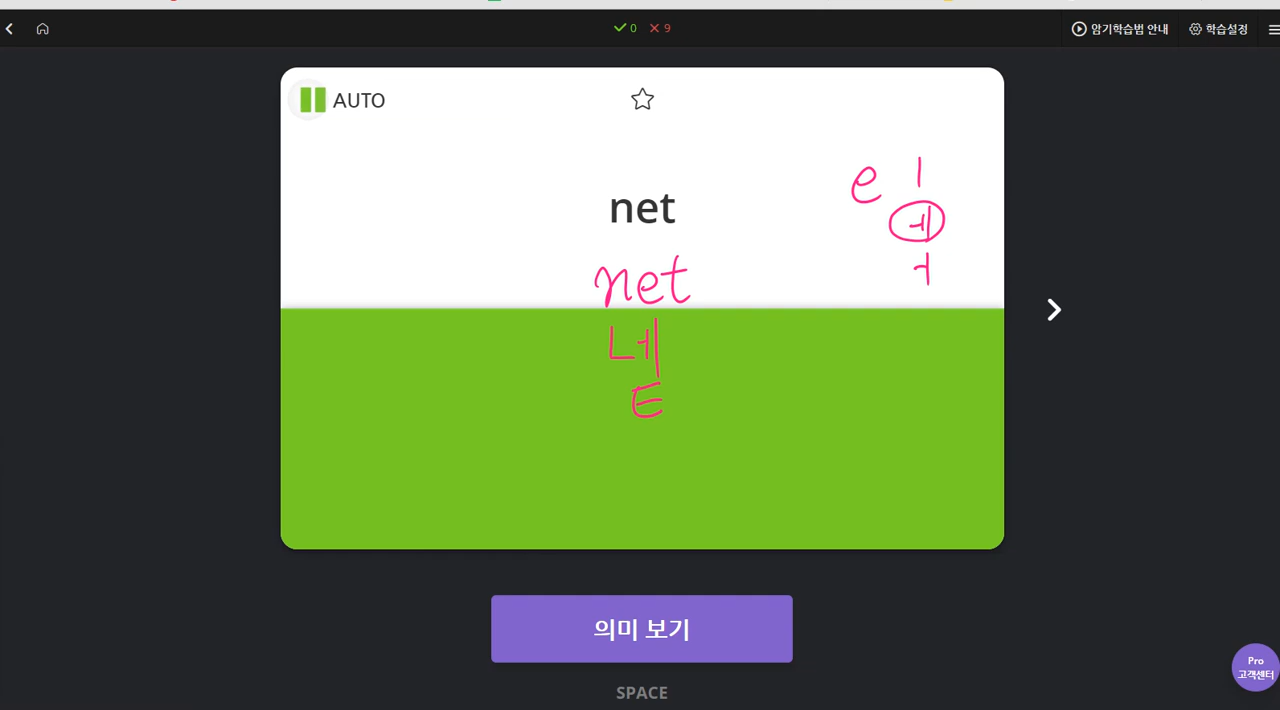 0 9 암기학습법 안내 학습설정
AUTO
net
e ㅣ
ㅔ
ㅓ
net
네
ㅌ
의미 보기
SPACE
Pro
고객센터